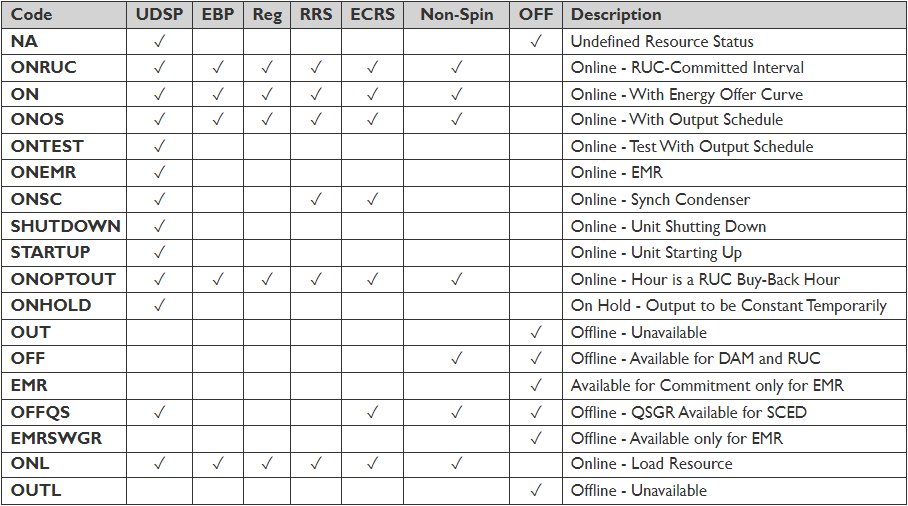 Code UDSP EBP Reg RRS ECRS Non-Spin OFF Description
NA ✓ ✓ Undefined Resource Status
ONRUC ✓ ✓ ✓ ✓ ✓ ✓ Online - RUC-Committed Interval
ON ✓ ✓ ✓ ✓ ✓ ✓ Online - With Energy Offer Curve
ONOS ✓ ✓ ✓ ✓ ✓ ✓ Online - With Output Schedule
ONTEST ✓ Online - Test With Output Schedule
ONEMR ✓ Online - EMR
ONSC ✓ ✓ ✓ Online - Synch Condenser
SHUTDOWN ✓ Online - Unit Shutting Down
STARTUP ✓ Online - Unit Starting Up
ONOPTOUT ✓ ✓ ✓ ✓ ✓ ✓ Online - Hour is a RUC Buy-Back Hour
ONHOLD ✓ On Hold - Output to be Constant Temporarily
OUT ✓ Offline - Unavailable
OFF ✓ ✓ Offline - Available for DAM and RUC
EMR ✓ Available for Commitment only for EMR
OFFQS ✓ ✓ ✓ ✓ Offline - QSGR Available for SCED
EMRSWGR ✓ Offline - Available only for EMR
ONL ✓ ✓ ✓ ✓ ✓ ✓ Online - Load Resource
OUTL ✓ Offline - Unavailable